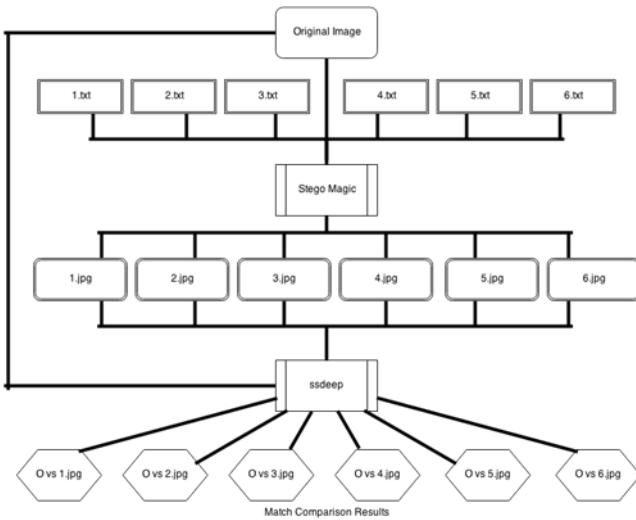 Original Image
1.txt
2.txt
3.txt
4.txt
5.txt
6.txt
Stego Magic
1.jpg
2.jpg
3.jpg
4.jpg
5.jpg
6.jpg
ssdeep
O vs 1.jpg
O vs 2.jpg
O vs 3.jpg
O vs 4.jpg
O vs 5.jpg
O vs 6.jpg
Match Comparison Results